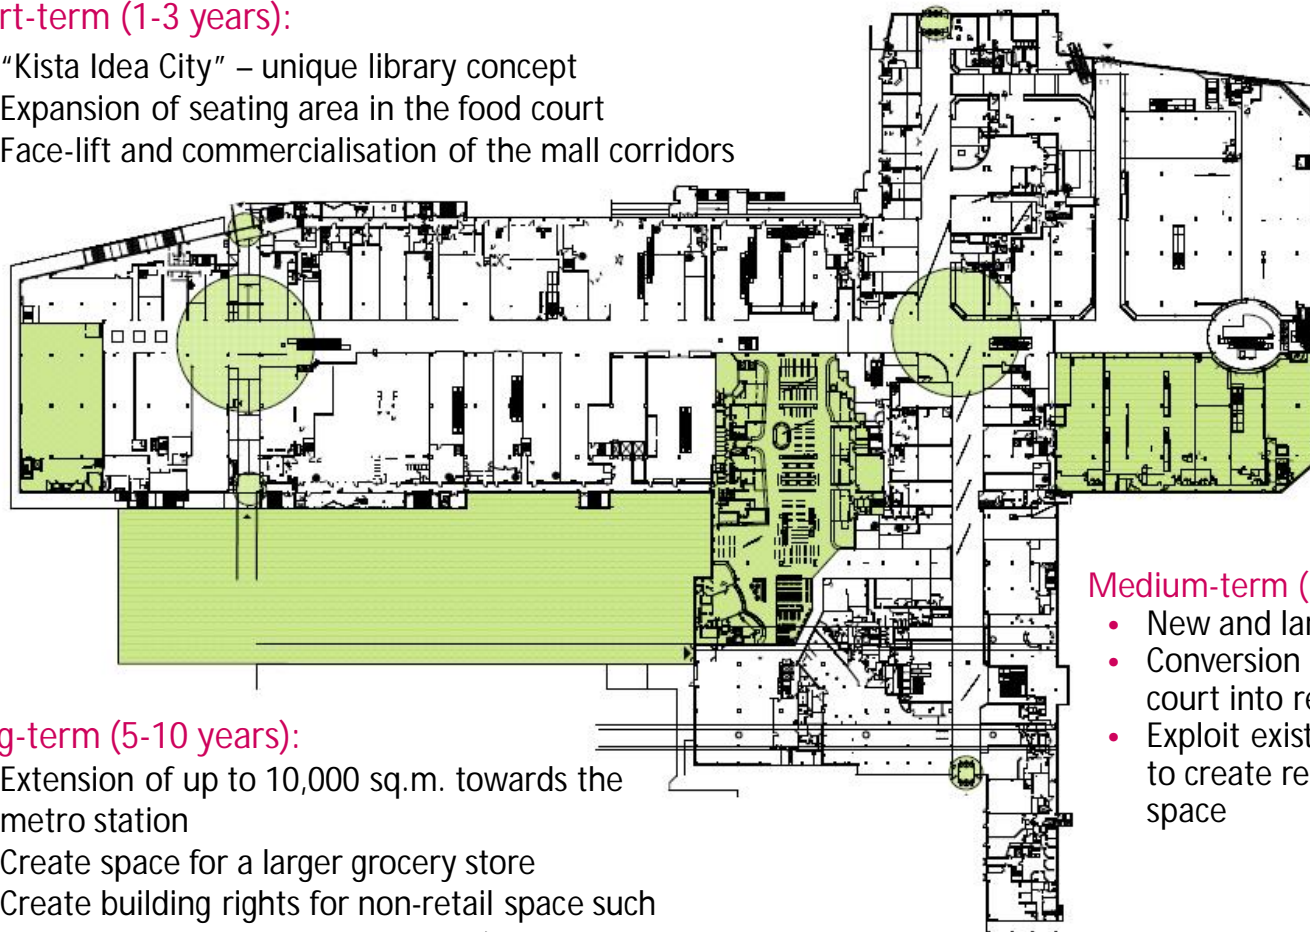 rt-term (1-3 years):
“Kista Idea City” – unique library concept
Expansion of seating area in the food court
Face-lift and commercialisation of the mall corridors
Medium-term (
• New and lar
• Conversion
court into re
• Exploit exist
to create re
space
g-term (5-10 years):
Extension of up to 10,000 sq.m. towards the
metro station
Create space for a larger grocery store
Create building rights for non-retail space such